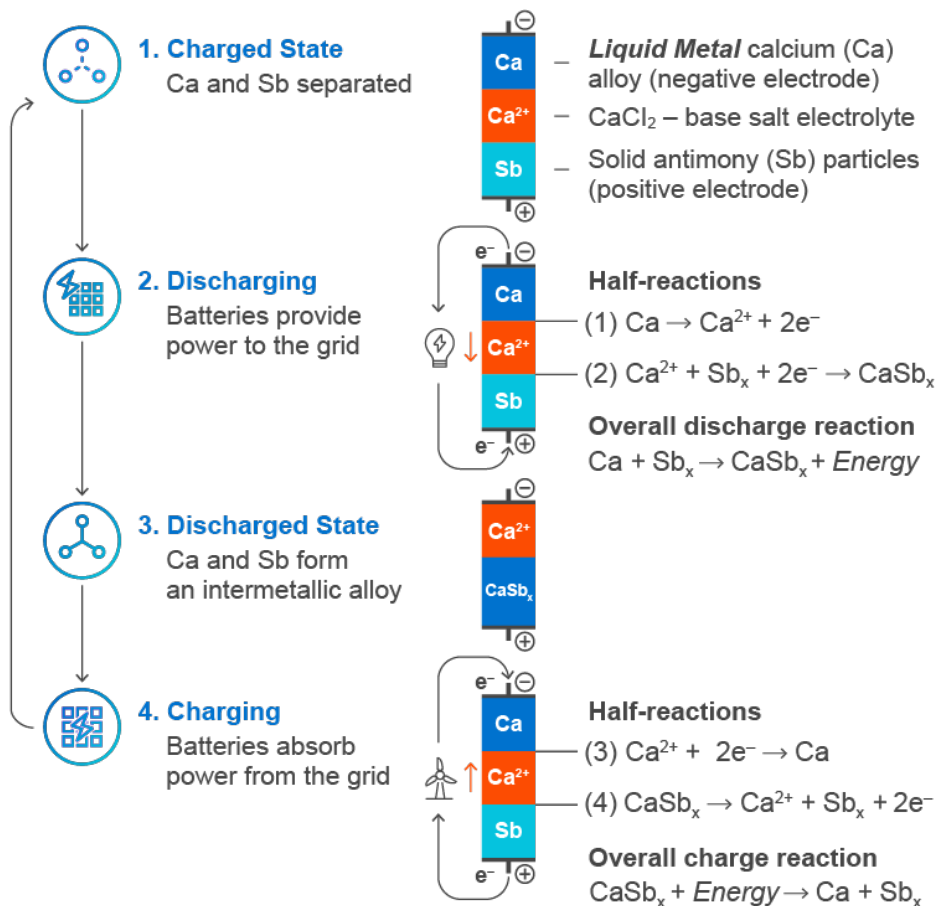 1. Charged State
Ca and Sb separated
⊖
Ca
Ca²⁺
Sb
⊕
Liquid Metal calcium (Ca)
alloy (negative electrode)
CaCl₂ – base salt electrolyte
Solid antimony (Sb) particles
(positive electrode)
2. Discharging
Batteries provide
power to the grid
e⁻ ⊖
Ca
Ca²⁺
Sb
e⁻ ⊕
Half-reactions
(1) Ca → Ca²⁺ + 2e⁻
(2) Ca²⁺ + Sbₓ + 2e⁻ → CaSbₓ
Overall discharge reaction
Ca + Sbₓ → CaSbₓ + Energy
3. Discharged State
Ca and Sb form
an intermetallic alloy
⊖
Ca²⁺
CaSbₓ
⊕
4. Charging
Batteries absorb
power from the grid
e⁻ ⊖
Ca
Ca²⁺
Sb
e⁻ ⊕
Half-reactions
(3) Ca²⁺ + 2e⁻ → Ca
(4) CaSbₓ → Ca²⁺ + Sbₓ + 2e⁻
Overall charge reaction
CaSbₓ + Energy → Ca + Sbₓ